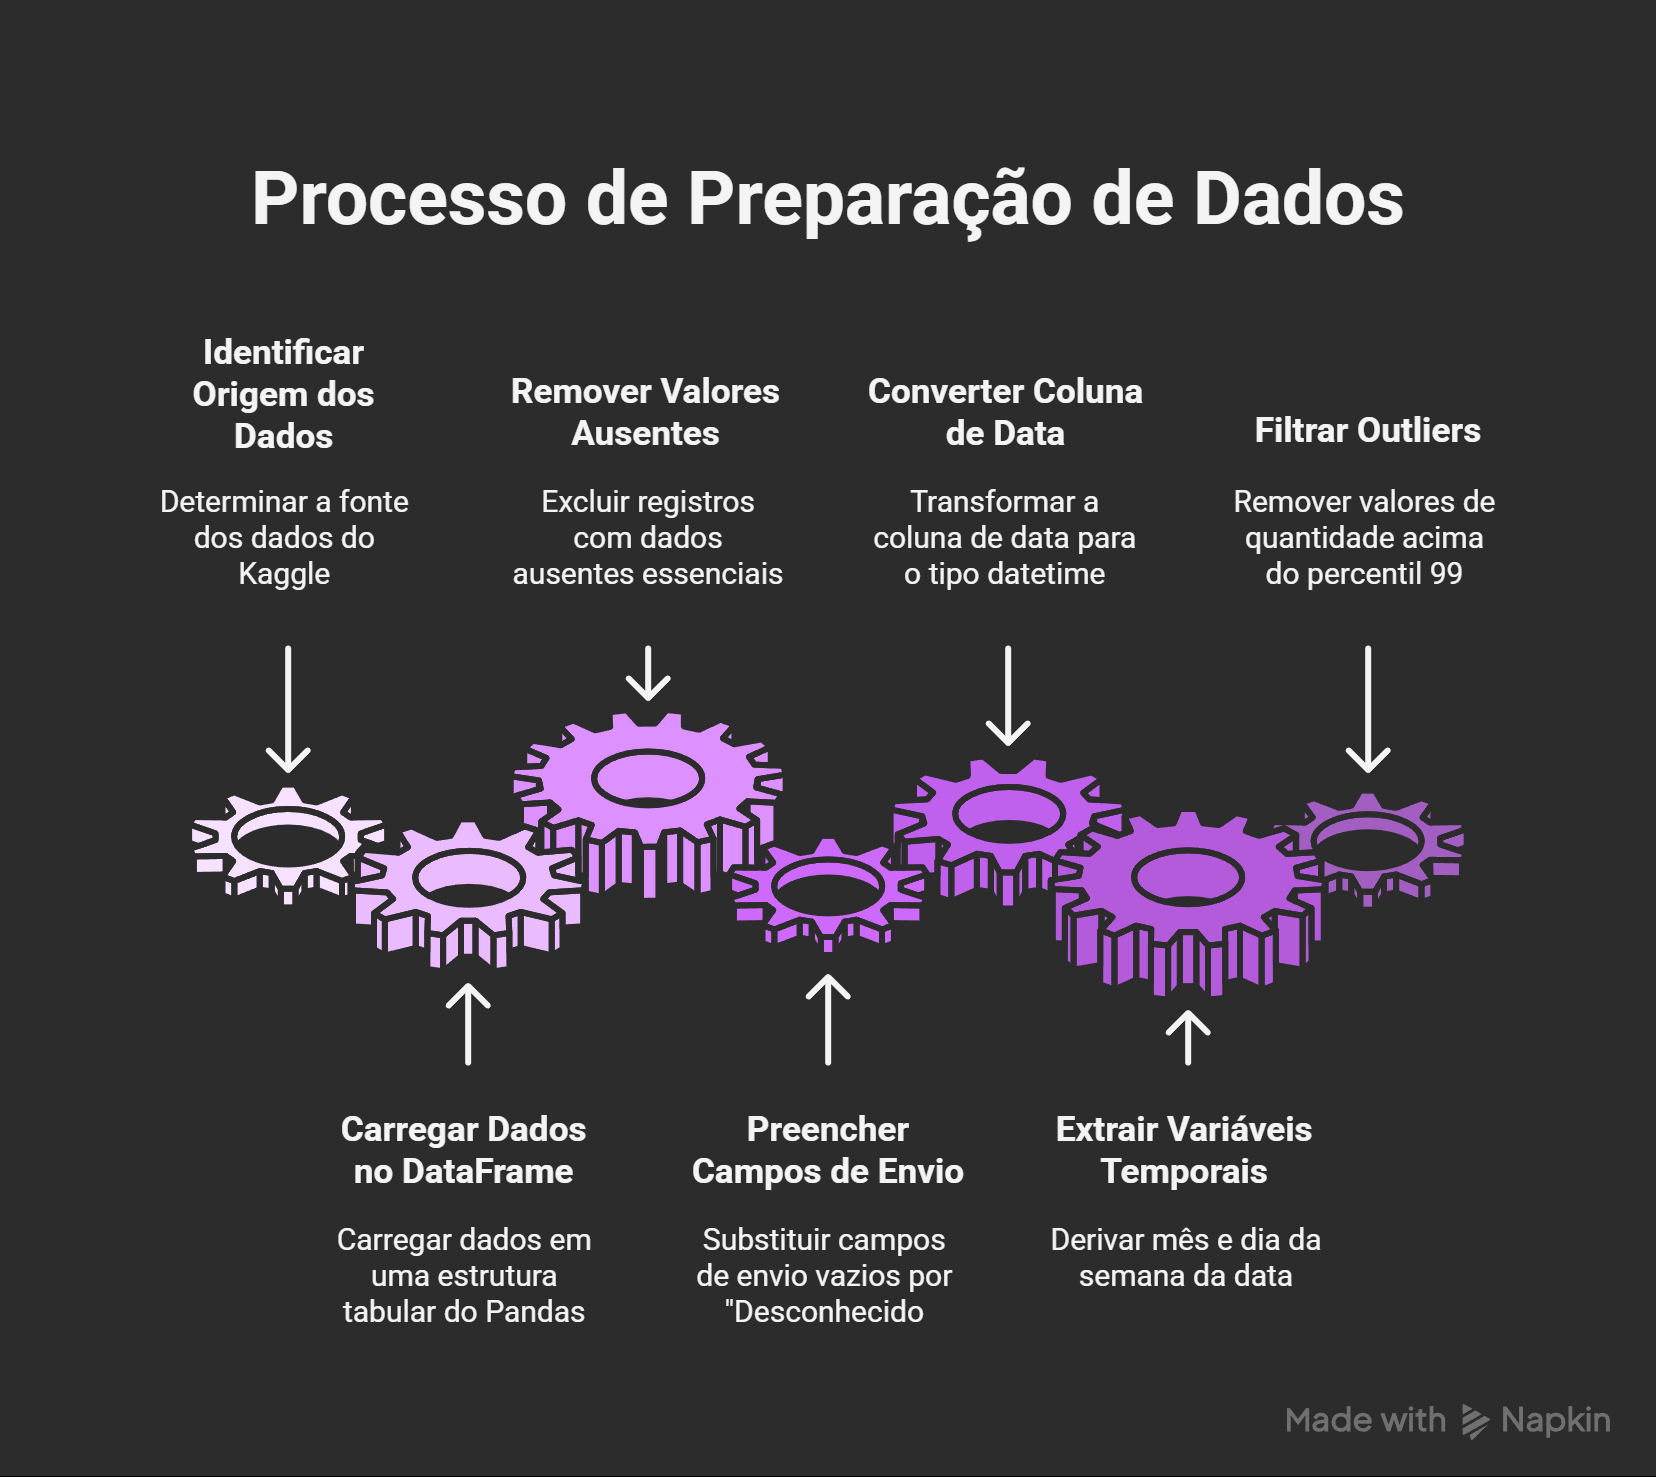 Processo de Preparação de Dados
Identificar
Origem dos
Dados
Determinar a fonte
dos dados do
Kaggle
Remover Valores
Ausentes
Excluir registros
com dados
ausentes essenciais
Converter Coluna
de Data
Transformar a
coluna de data para
o tipo datetime
Filtrar Outliers
Remover valores de
quantidade acima
do percentil 99
Carregar Dados
no DataFrame
Carregar dados em
uma estrutura
tabular do Pandas
Preencher
Campos de Envio
Substituir campos
de envio vazios por
"Desconhecido
Extrair Variáveis
Temporais
Derivar mês e dia da
semana da data
Made with Napkin